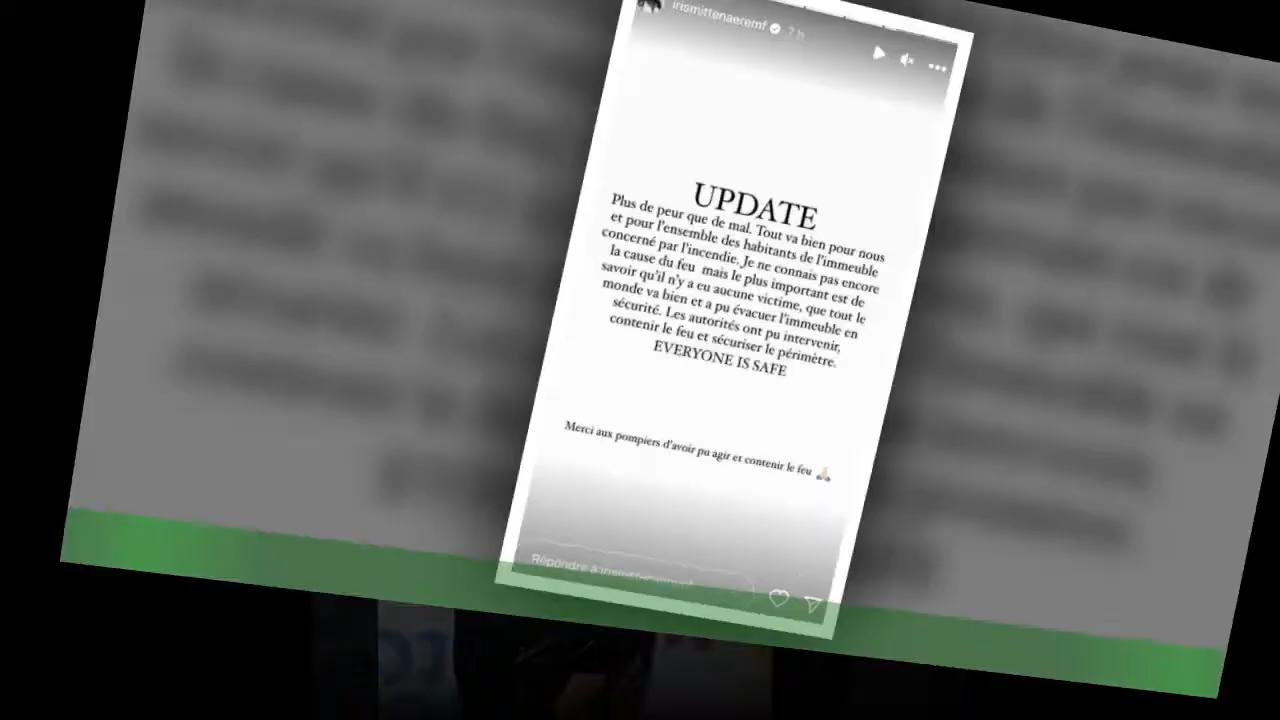 irismittenaeremf 7 h
UPDATE
Plus de peur que de mal. Tout va bien pour nous
et pour l'ensemble des habitants de l'immeuble
concerné par l'incendie. Je ne connais pas encore
la cause du feu mais le plus important est de
savoir qu'il n'y a eu aucune victime, que tout le
monde va bien et a pu évacuer l'immeuble en
sécurité. Les autorités ont pu intervenir,
contenir le feu et sécuriser le périmètre.
EVERYONE IS SAFE
Merci aux pompiers d'avoir pu agir et contenir le feu 🙏🏻
Répondre à irismittenaeremf